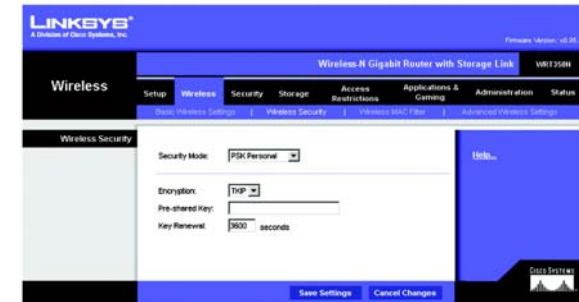 LINKSYS®
A Division of Cisco Systems, Inc.
Firmware Version:
Wireless-N Gigabit Router with Storage Link WRT350N
Wireless
Setup Wireless Security Storage Access Restrictions Applications & Gaming Administration Status
Basic Wireless Settings | Wireless Security | Wireless MAC Filter | Advanced Wireless Settings
Wireless Security
Security Mode: PSK Personal
Help...
Encryption: TKIP
Pre-shared Key:
Key Renewal: 3600 seconds
Save Settings Cancel Changes
CISCO SYSTEMS